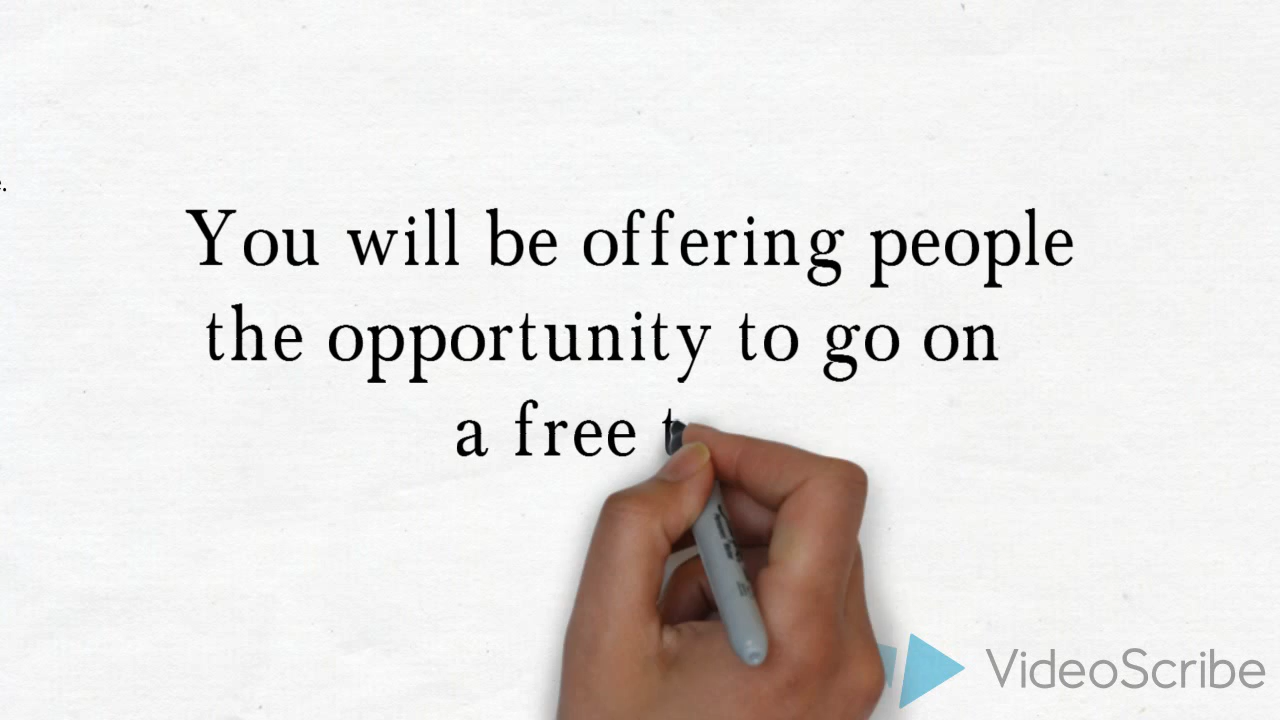 You will be offering people
the opportunity to go on
a free t
VideoScribe